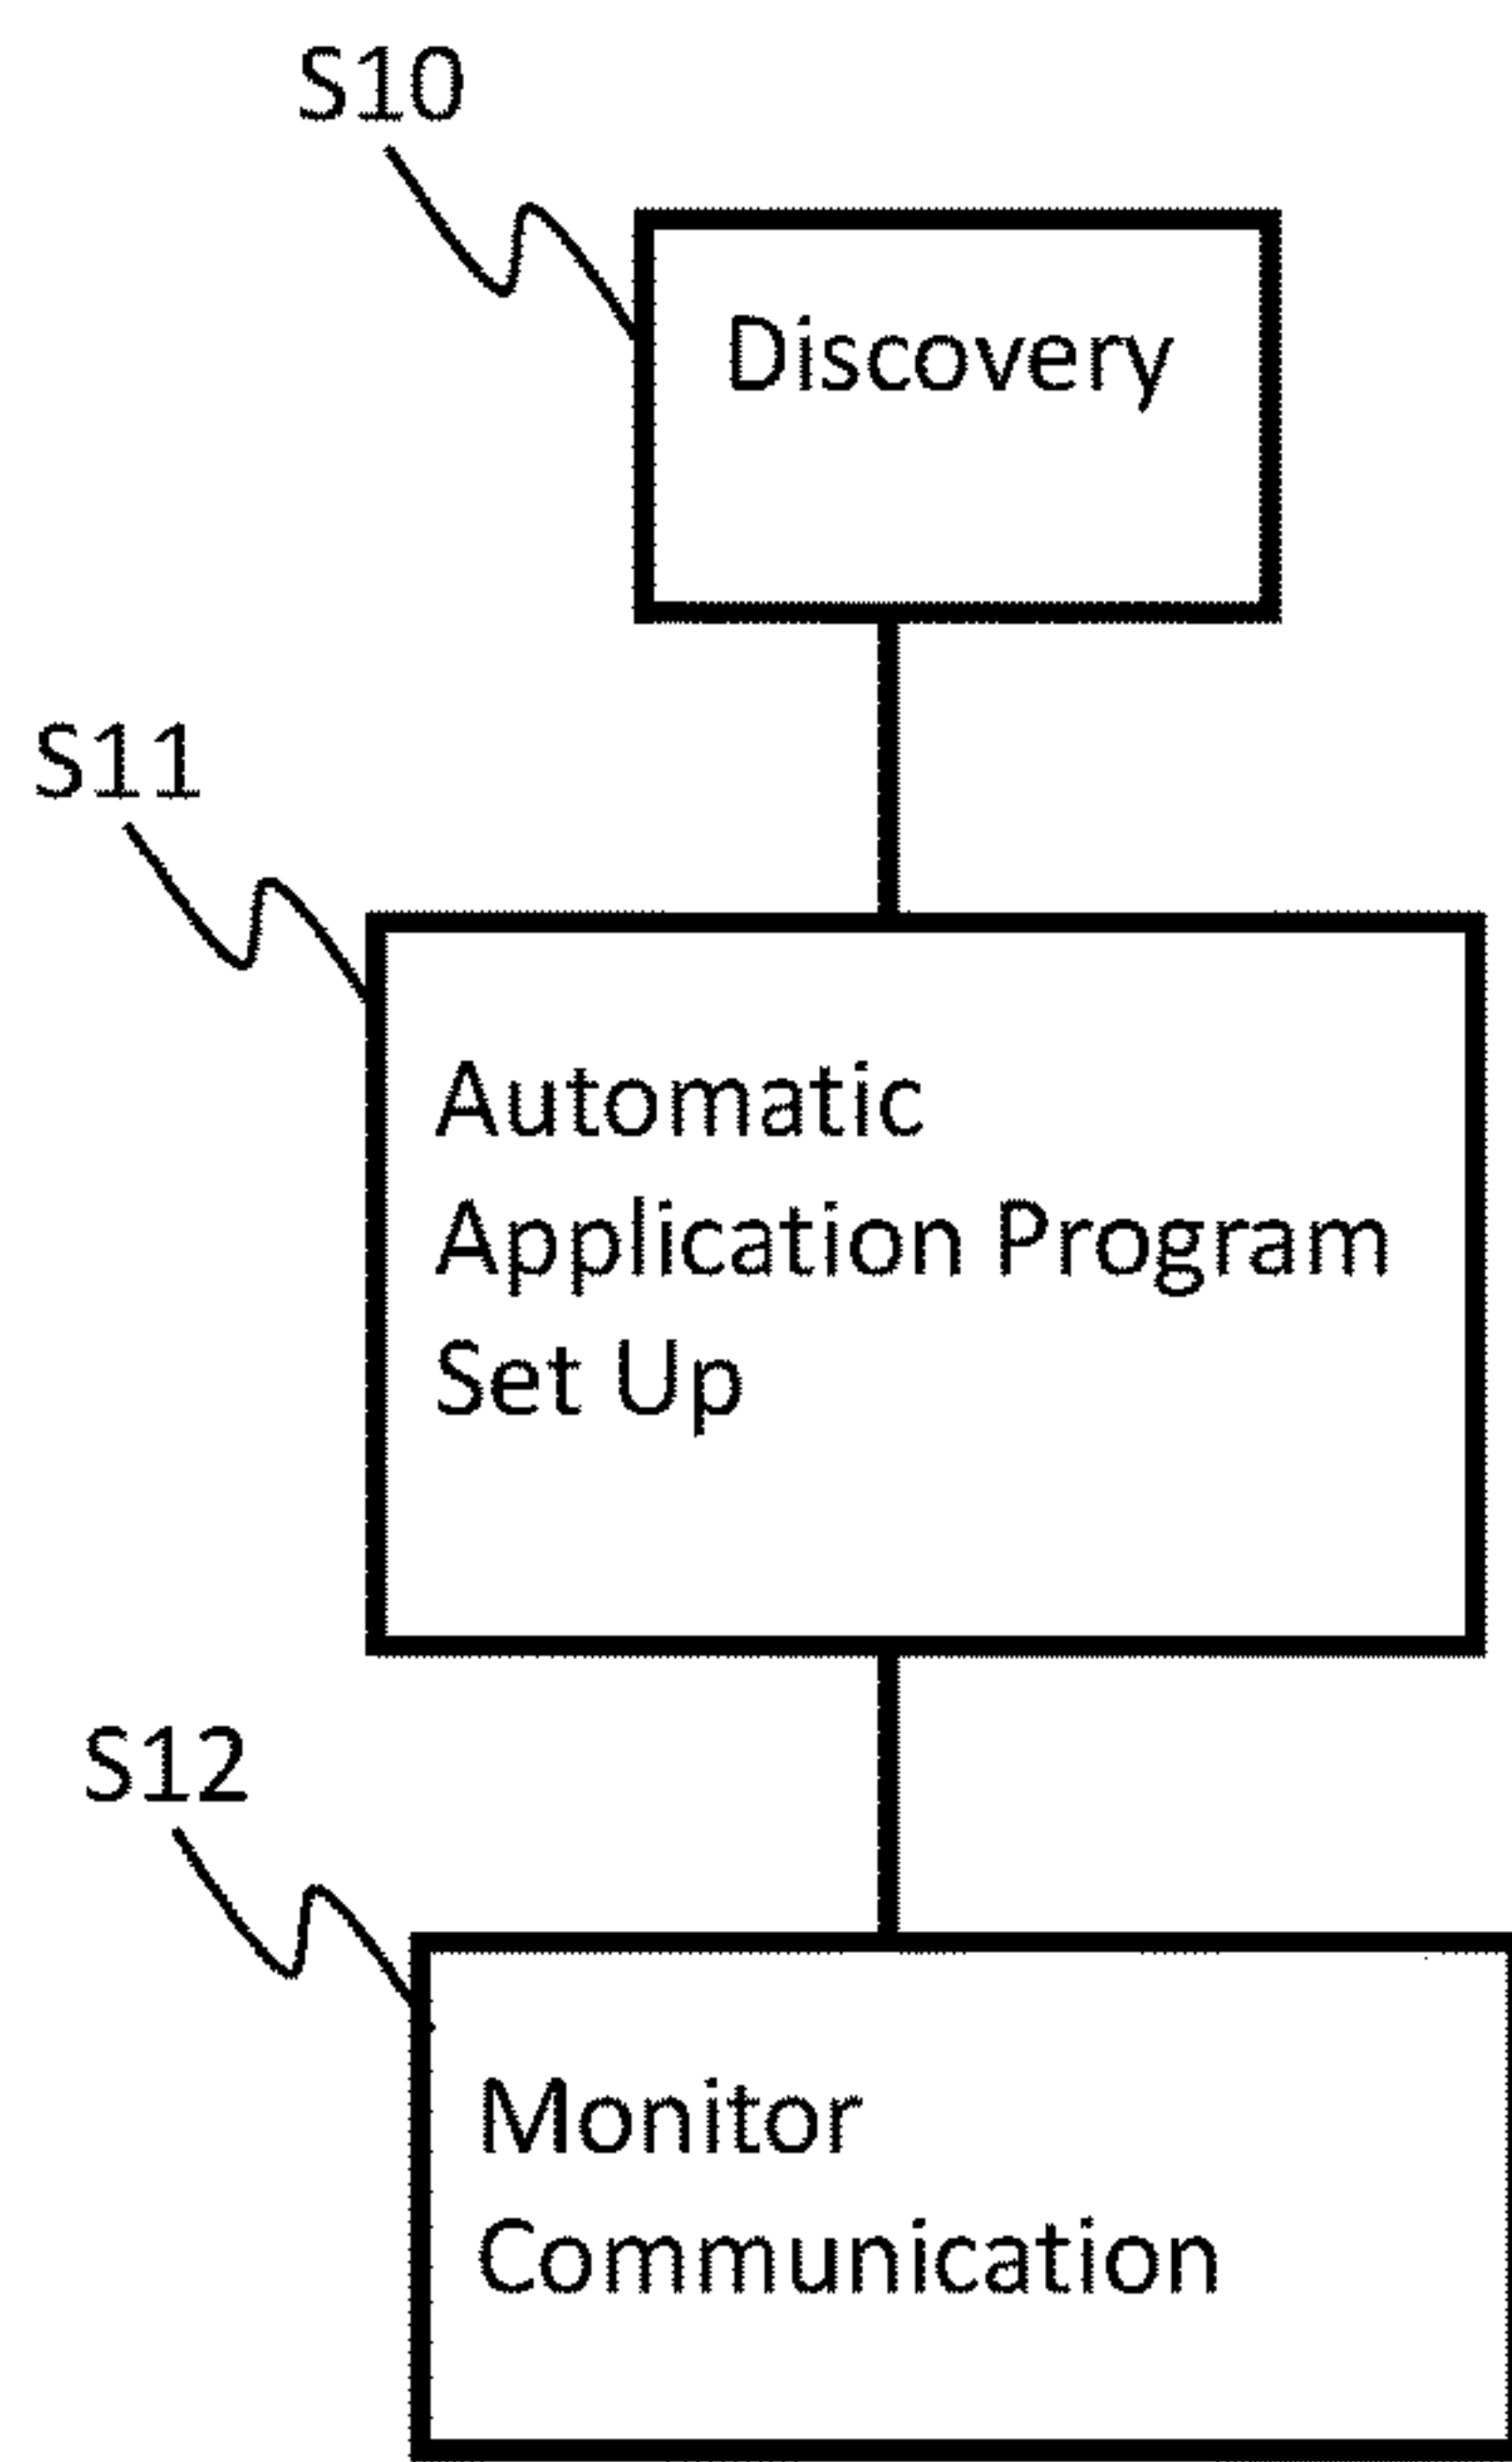 S10
Discovery
S11
Automatic
Application Program
Set Up
S12
Monitor
Communication